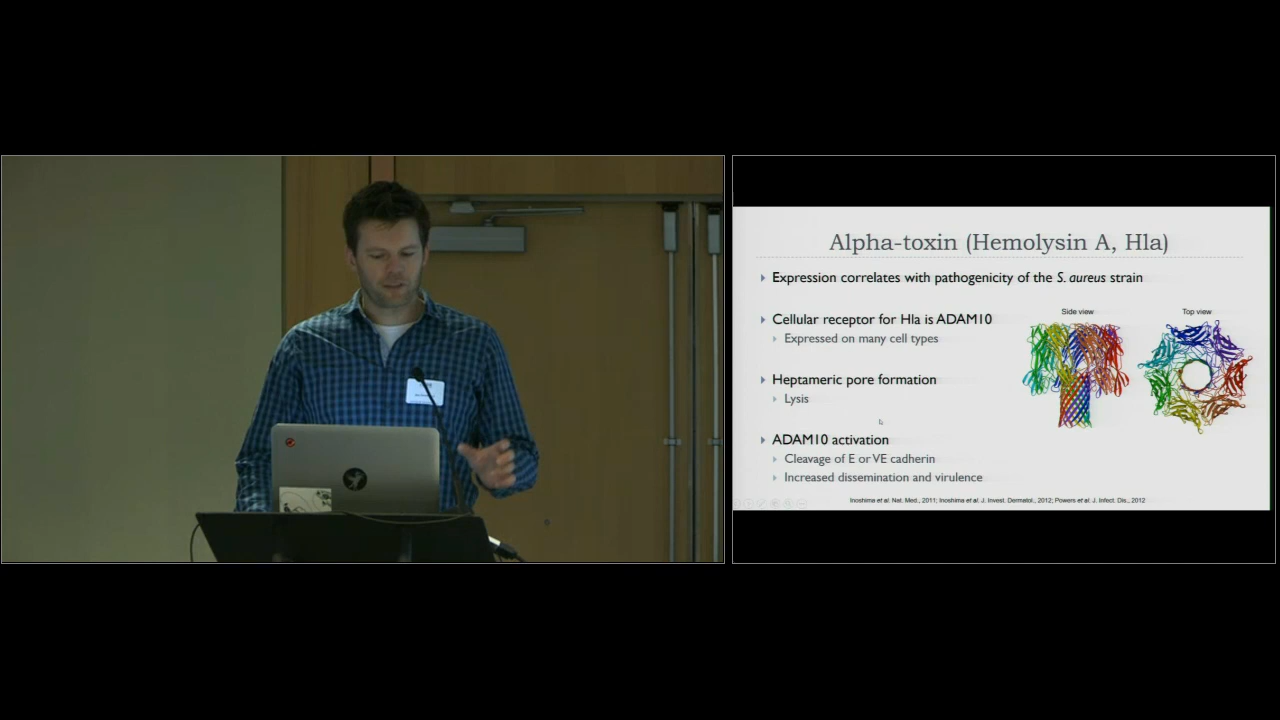 Alpha-toxin (Hemolysin A, Hla)
Expression correlates with pathogenicity of the S. aureus strain
Cellular receptor for Hla is ADAM10
Expressed on many cell types
Heptameric pore formation
Lysis
ADAM10 activation
Cleavage of E or VE cadherin
Increased dissemination and virulence
Side view
Top view
Inoshima et al. Nat. Med., 2011; Inoshima et al. J. Invest. Dermatol., 2012; Powers et al. J. Infect. Dis., 2012